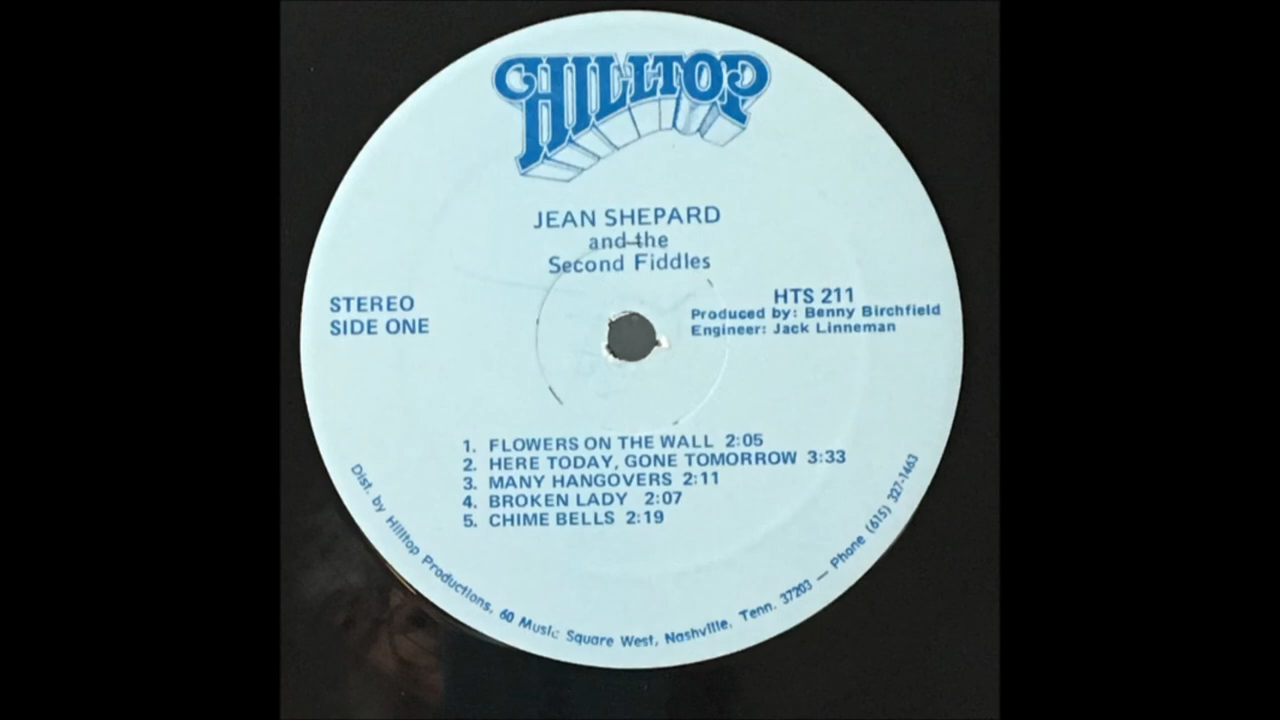 HILLTOP
JEAN SHEPARD
and the
Second Fiddles
STEREO
SIDE ONE
HTS 211
Produced by: Benny Birchfield
Engineer: Jack Linneman
1. FLOWERS ON THE WALL 2:05
2. HERE TODAY, GONE TOMORROW 3:33
3. MANY HANGOVERS 2:11
4. BROKEN LADY 2:07
5. CHIME BELLS 2:19
Dist. by Hilltop Productions, 60 Music Square West, Nashville, Tenn. 37203 — Phone (615) 327-1463